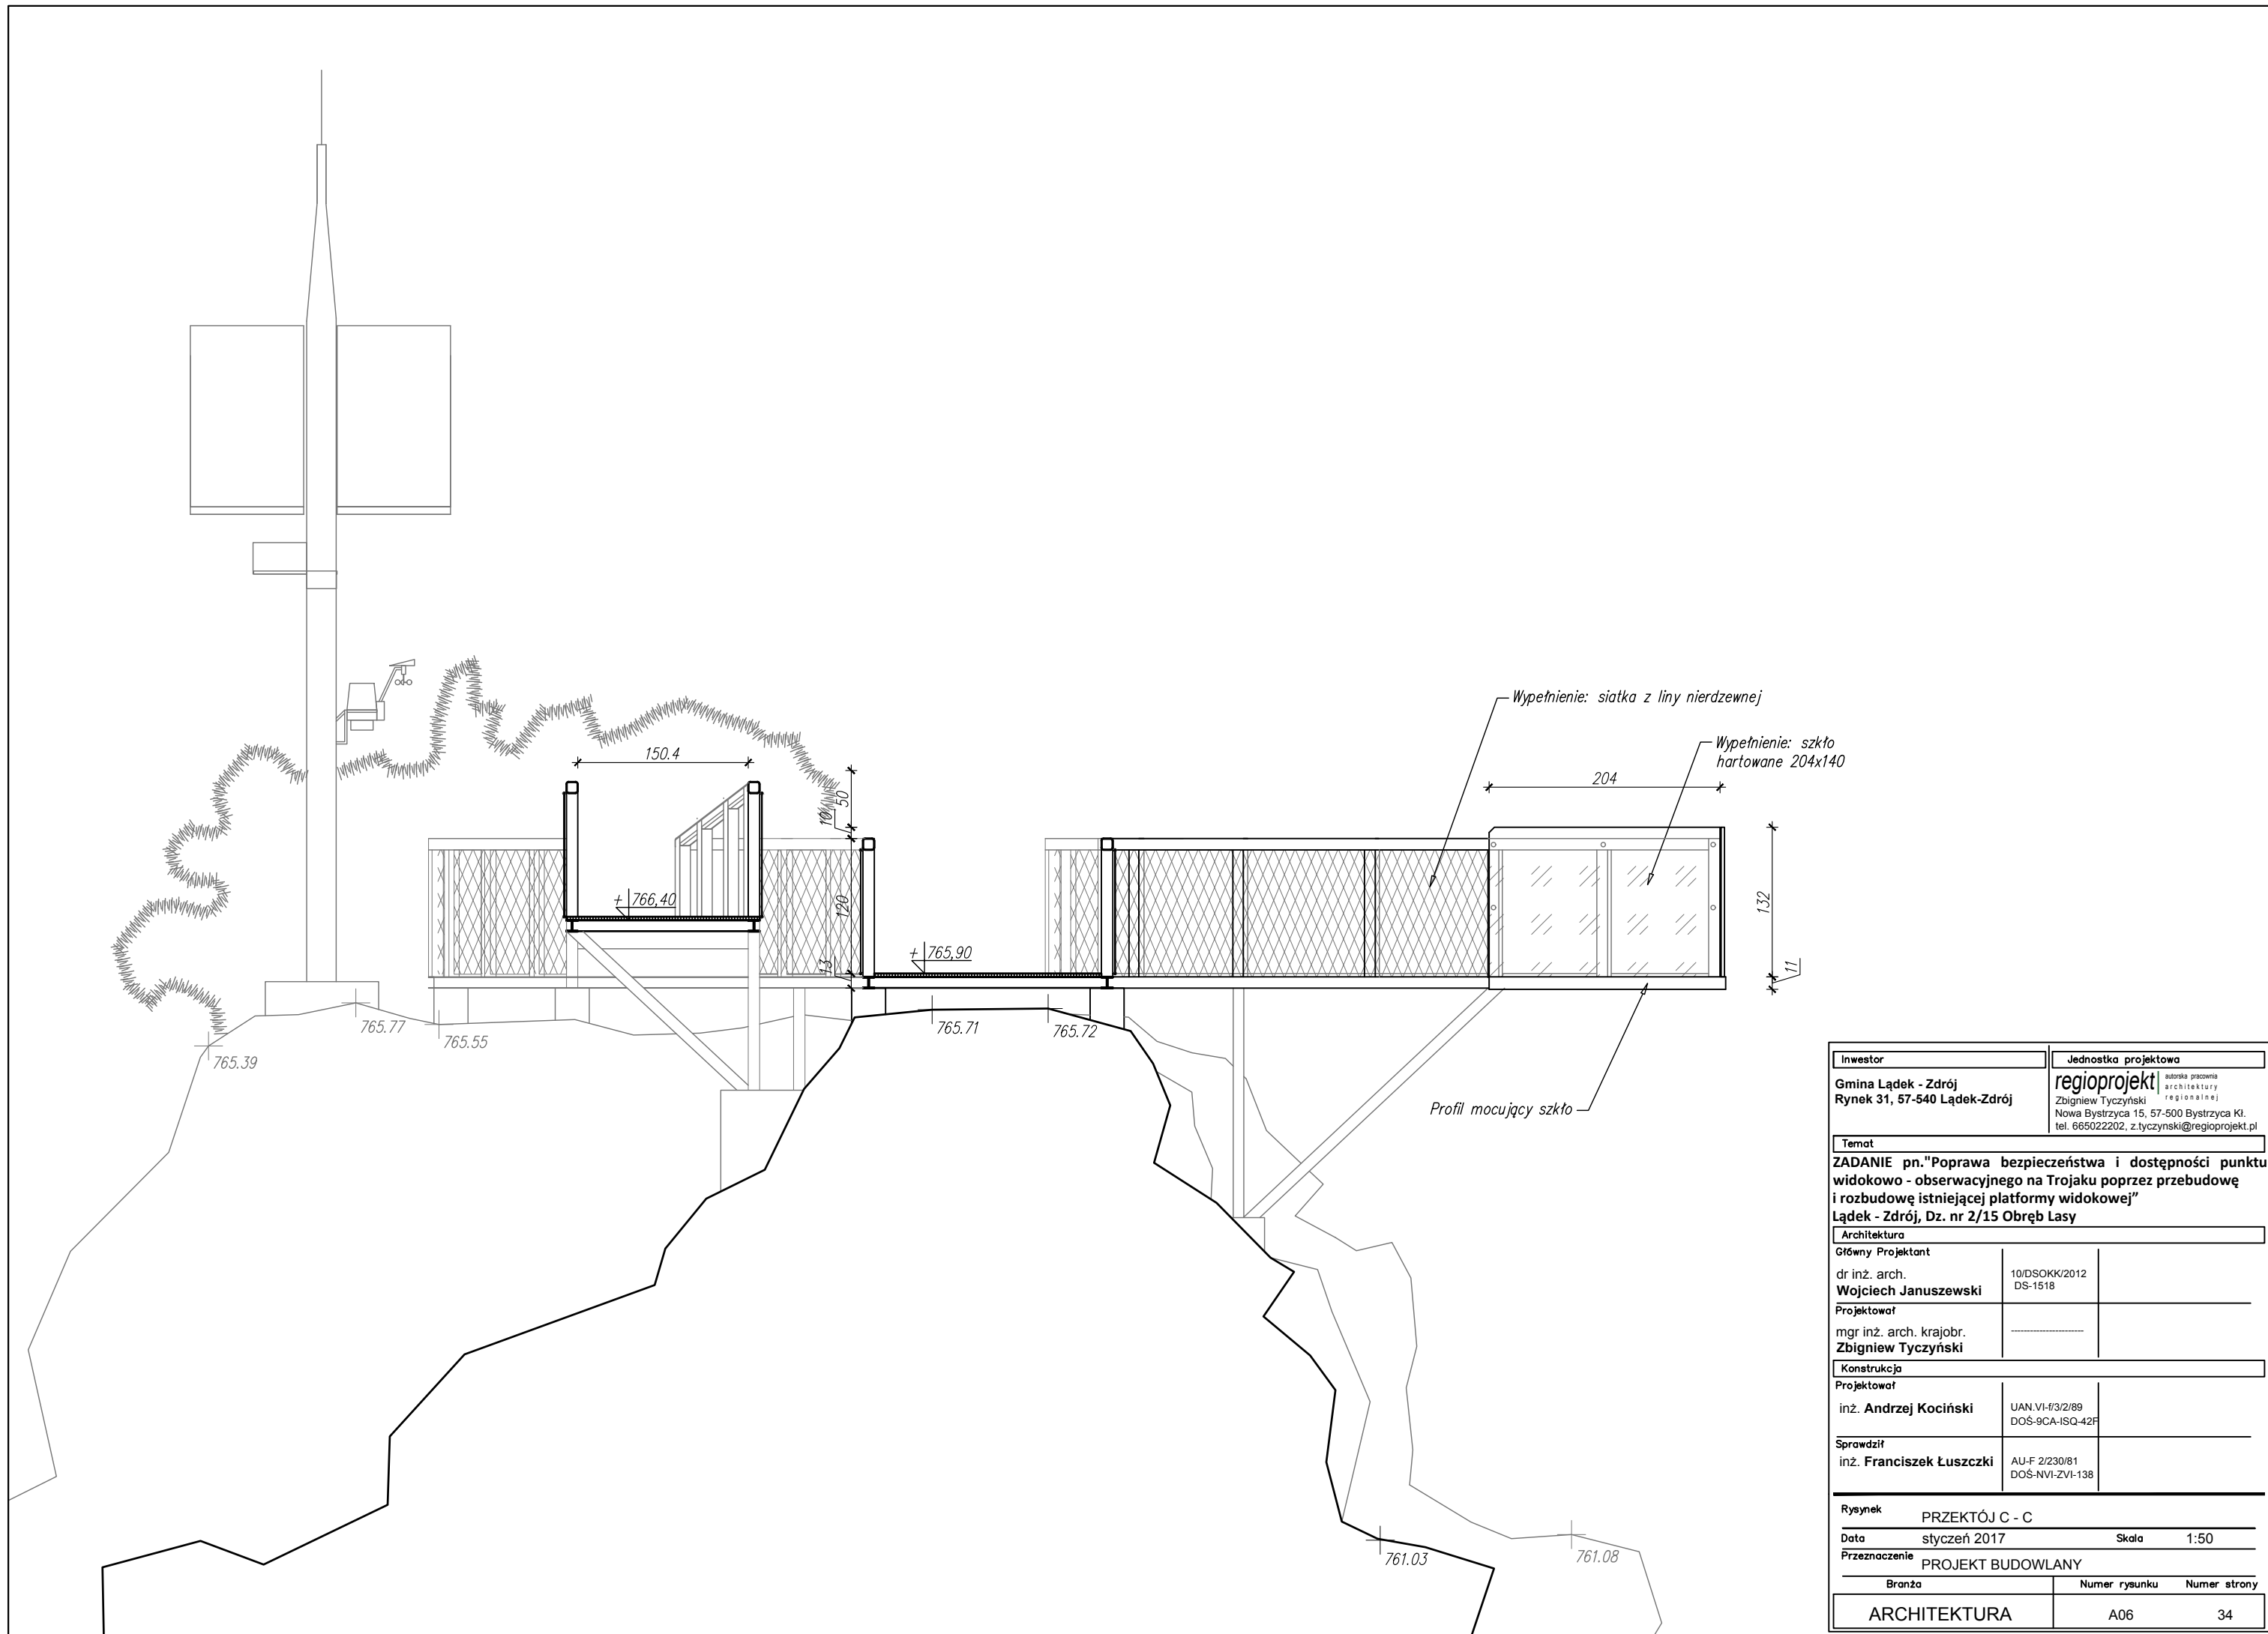 Wypełnienie: siatka z liny nierdzewnej
Wypełnienie: szkło
hartowane 204x140
150.4
204
50
10
120
13
132
11
+ 766,40
+ 765,90
765.77
765.55
765.39
765.71
765.72
Profil mocujący szkło
761.03
761.08
Inwestor
Gmina Lądek - Zdrój
Rynek 31, 57-540 Lądek-Zdrój
Jednostka projektowa
regioprojekt
autorska pracownia
architektury
regionalnej
Zbigniew Tyczyński
Nowa Bystrzyca 15, 57-500 Bystrzyca Kł.
tel. 665022202, z.tyczynski@regioprojekt.pl
Temat
ZADANIE pn."Poprawa bezpieczeństwa i dostępności punktu
widokowo - obserwacyjnego na Trojaku poprzez przebudowę
i rozbudowę istniejącej platformy widokowej”
Lądek - Zdrój, Dz. nr 2/15 Obręb Lasy
Architektura
Główny Projektant
dr inż. arch.
Wojciech Januszewski
10/DSOKK/2012
DS-1518
Projektował
mgr inż. arch. krajobr.
Zbigniew Tyczyński
----------------------
Konstrukcja
Projektował
inż. Andrzej Kociński
UAN.VI-f/3/2/89
DOŚ-9CA-ISQ-42F
Sprawdził
inż. Franciszek Łuszczki
AU-F 2/230/81
DOŚ-NVI-ZVI-138
Rysynek PRZEKTÓJ C - C
Data styczeń 2017 Skala 1:50
Przeznaczenie PROJEKT BUDOWLANY
Branża Numer rysunku Numer strony
ARCHITEKTURA A06 34